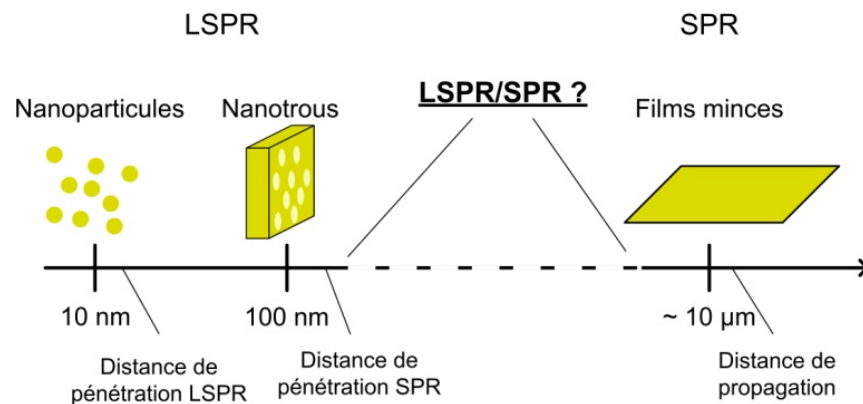 LSPR
SPR
LSPR/SPR ?
Nanoparticules
Nanotrous
Films minces
10 nm
100 nm
~ 10 µm
Distance de
pénétration LSPR
Distance de
pénétration SPR
Distance de
propagation